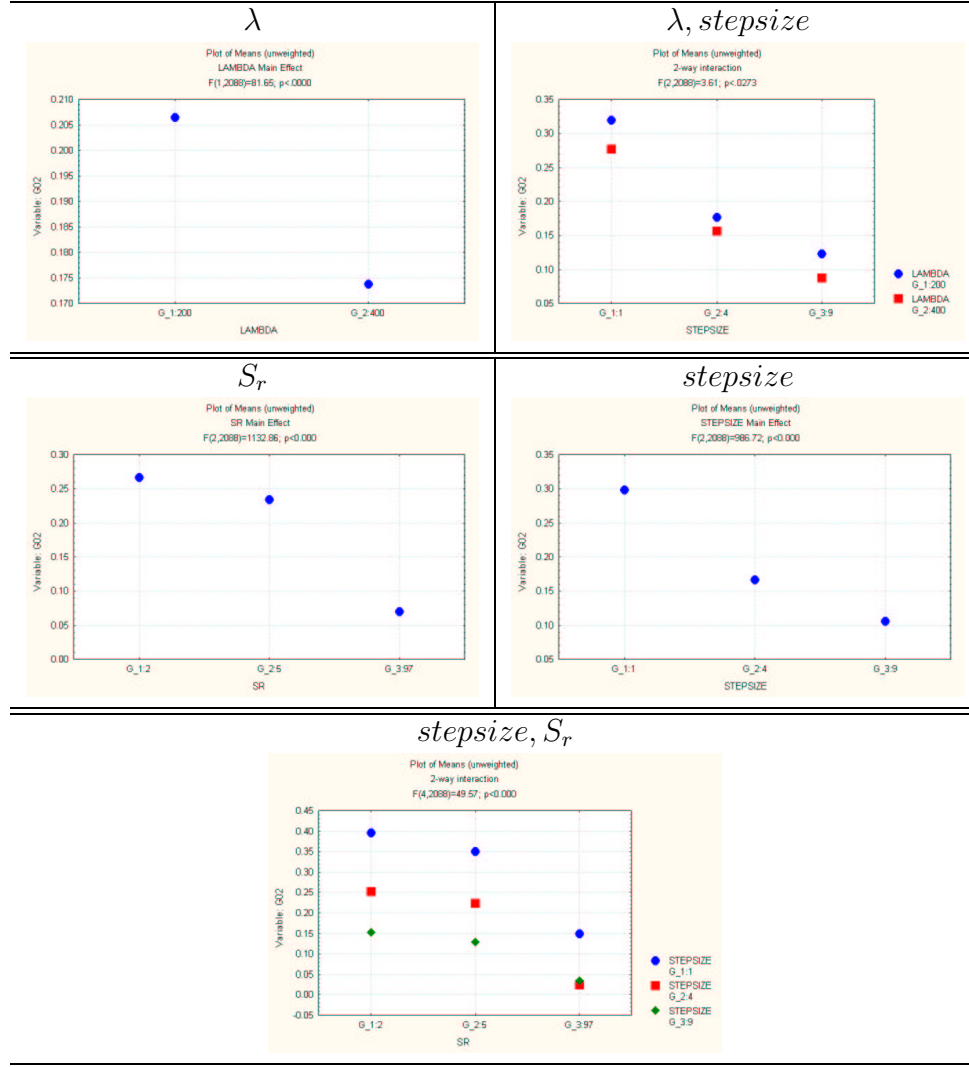 λ
Plot of Means (unweighted)
LAMBDA Main Effect
F(1,2088)=81.65; p<.0000
Variable: G02
0.210
0.205
0.200
0.195
0.190
0.185
0.180
0.175
0.170
G_1:200
G_2:400
LAMBDA
λ, stepsize
Plot of Means (unweighted)
2-way interaction
F(2,2088)=3.61; p<.0273
Variable: G02
0.35
0.30
0.25
0.20
0.15
0.10
0.05
G_1:1
G_2:4
G_3:9
STEPSIZE
LAMBDA
G_1:200
LAMBDA
G_2:400
S_r
Plot of Means (unweighted)
SR Main Effect
F(2,2088)=1132.86; p<0.000
Variable: G02
0.30
0.25
0.20
0.15
0.10
0.05
0.00
G_1:2
G_2:5
G_3:97
SR
stepsize
Plot of Means (unweighted)
STEPSIZE Main Effect
F(2,2088)=986.72; p<0.000
Variable: G02
0.35
0.30
0.25
0.20
0.15
0.10
0.05
G_1:1
G_2:4
G_3:9
STEPSIZE
stepsize, S_r
Plot of Means (unweighted)
2-way interaction
F(4,2088)=49.57; p<0.000
Variable: G02
0.45
0.40
0.35
0.30
0.25
0.20
0.15
0.10
0.05
0.00
-0.05
G_1:2
G_2:5
G_3:97
SR
STEPSIZE
G_1:1
STEPSIZE
G_2:4
STEPSIZE
G_3:9